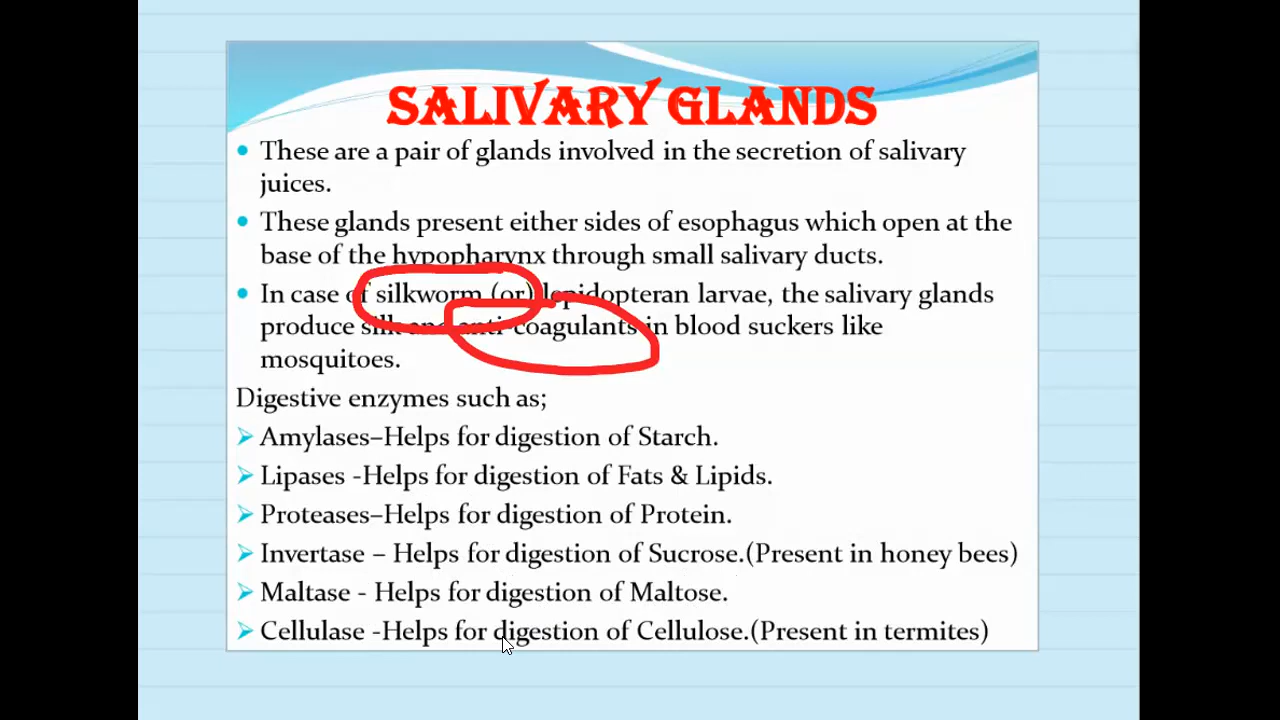 SALIVARY GLANDS
• These are a pair of glands involved in the secretion of salivary
juices.
• These glands present either sides of esophagus which open at the
base of the hypopharynx through small salivary ducts.
• In case of silkworm (or) lepidopteran larvae, the salivary glands
produce silk and anti-coagulants in blood suckers like
mosquitoes.
Digestive enzymes such as;
➢ Amylases–Helps for digestion of Starch.
➢ Lipases -Helps for digestion of Fats & Lipids.
➢ Proteases–Helps for digestion of Protein.
➢ Invertase – Helps for digestion of Sucrose.(Present in honey bees)
➢ Maltase - Helps for digestion of Maltose.
➢ Cellulase -Helps for digestion of Cellulose.(Present in termites)